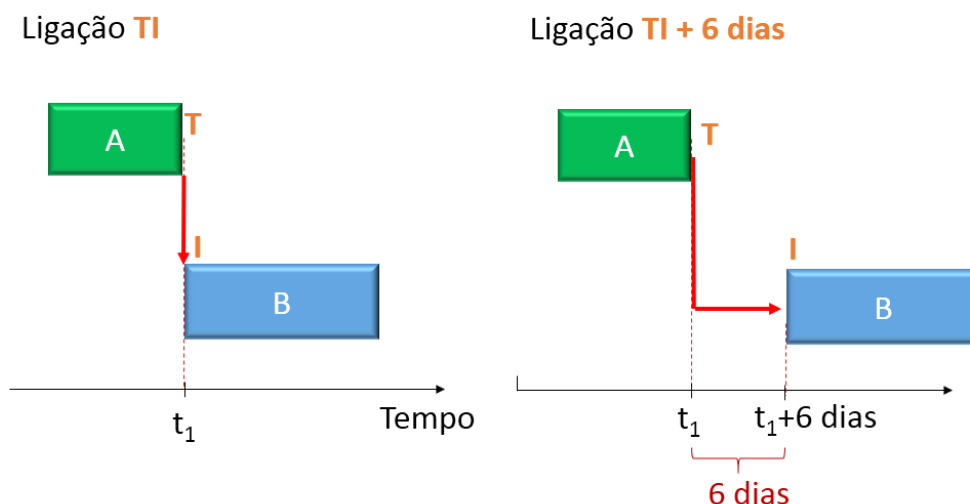 Ligação TI
A
T
I
B
Tempo
t₁
Ligação TI + 6 dias
A
T
I
B
t₁
t₁+6 dias
6 dias